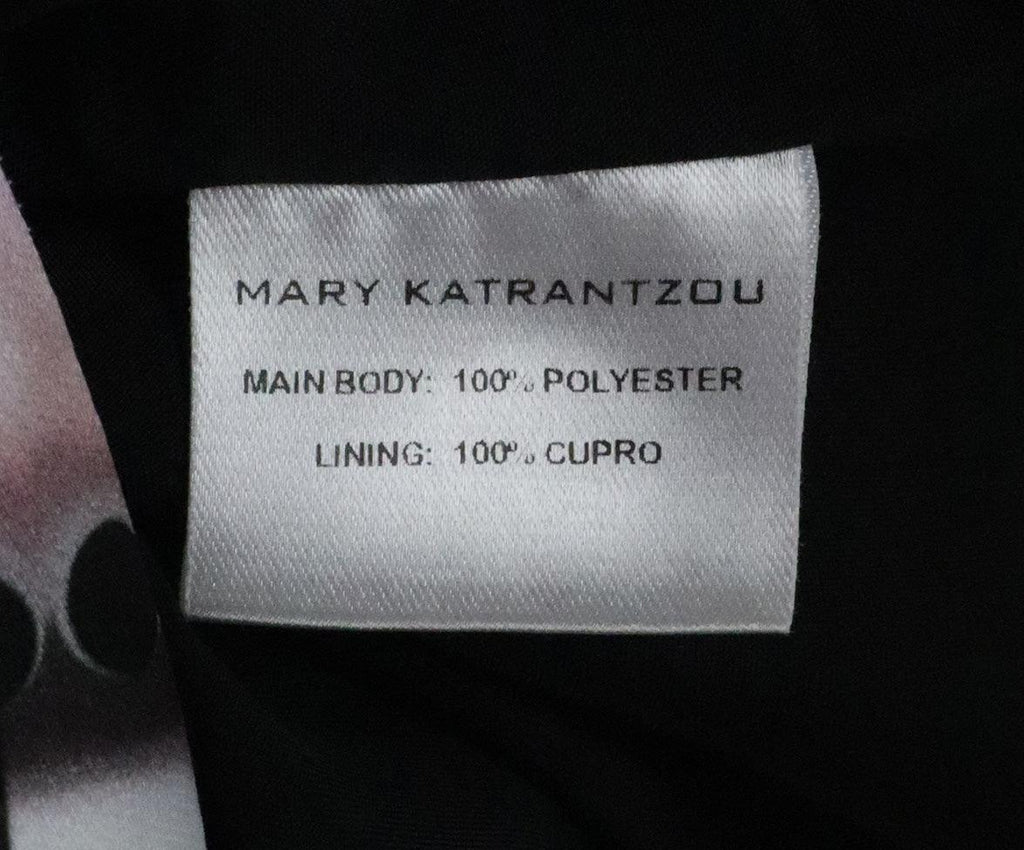 MARY KATRANTZOU
MAIN BODY: 100% POLYESTER
LINING: 100% CUPRO